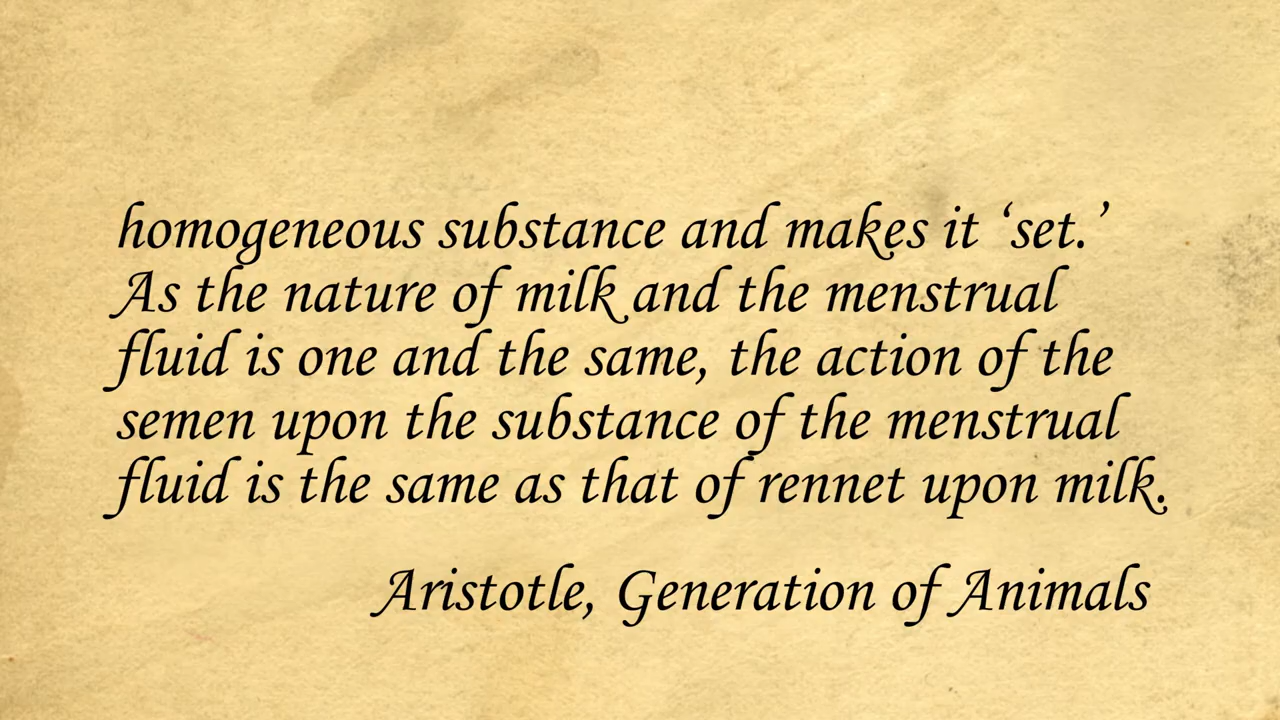 homogeneous substance and makes it ‘set.’
As the nature of milk and the menstrual
fluid is one and the same, the action of the
semen upon the substance of the menstrual
fluid is the same as that of rennet upon milk.
Aristotle, Generation of Animals